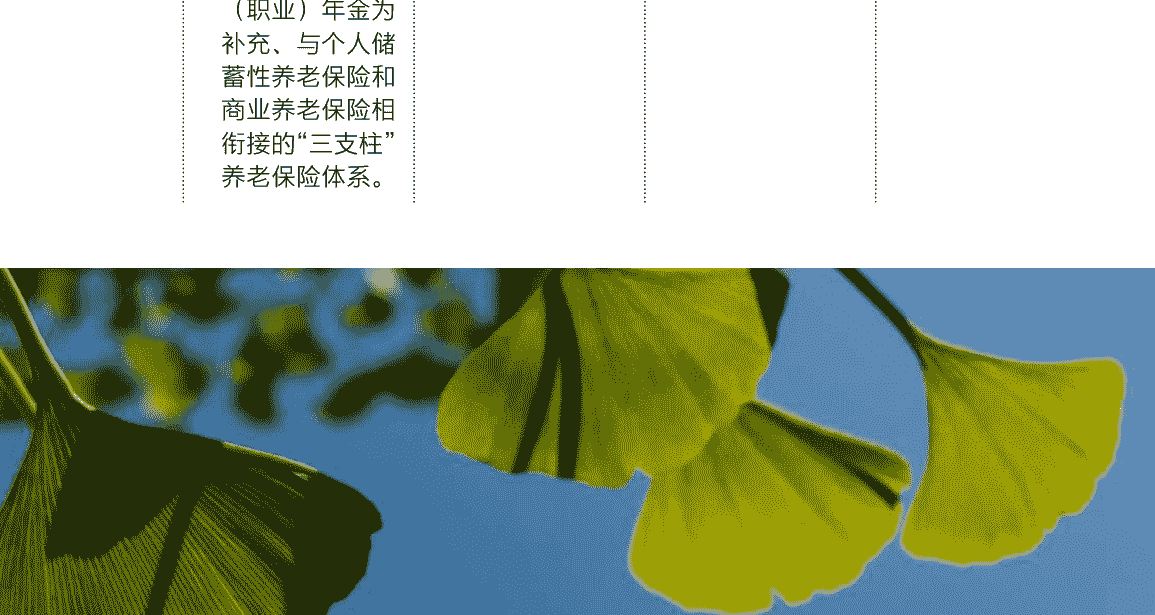 （职业）年金为
补充、与个人储
蓄性养老保险和
商业养老保险相
衔接的“三支柱”
养老保险体系。